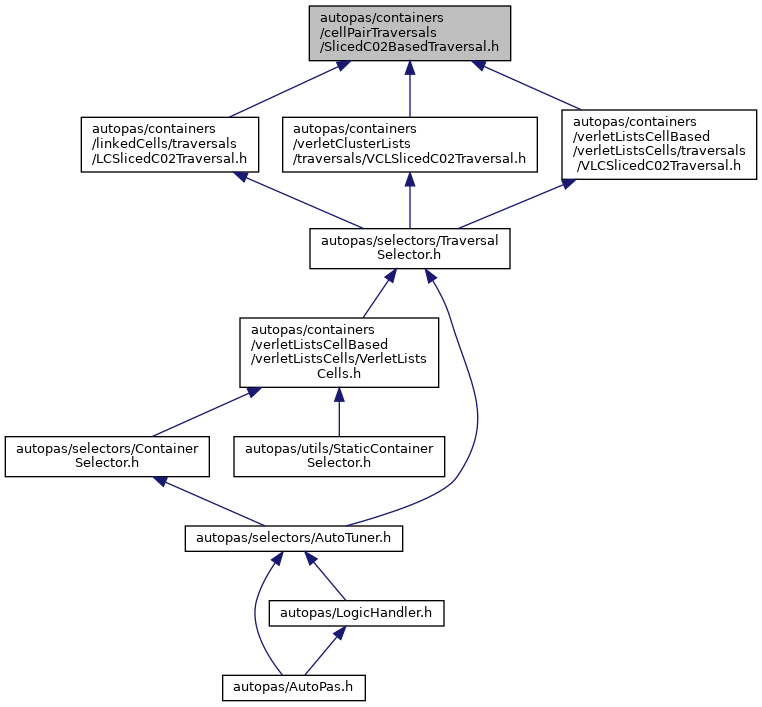 autopas/containers
/cellPairTraversals
/SlicedC02BasedTraversal.h
autopas/containers
/linkedCells/traversals
/LCSlicedC02Traversal.h
autopas/containers
/verletClusterLists
/traversals/VCLSlicedC02Traversal.h
autopas/containers
/verletListsCellBased
/verletListsCells/traversals
/VLCSlicedC02Traversal.h
autopas/selectors/Traversal
Selector.h
autopas/containers
/verletListsCellBased
/verletListsCells/VerletLists
Cells.h
autopas/selectors/Container
Selector.h
autopas/utils/StaticContainer
Selector.h
autopas/selectors/AutoTuner.h
autopas/LogicHandler.h
autopas/AutoPas.h